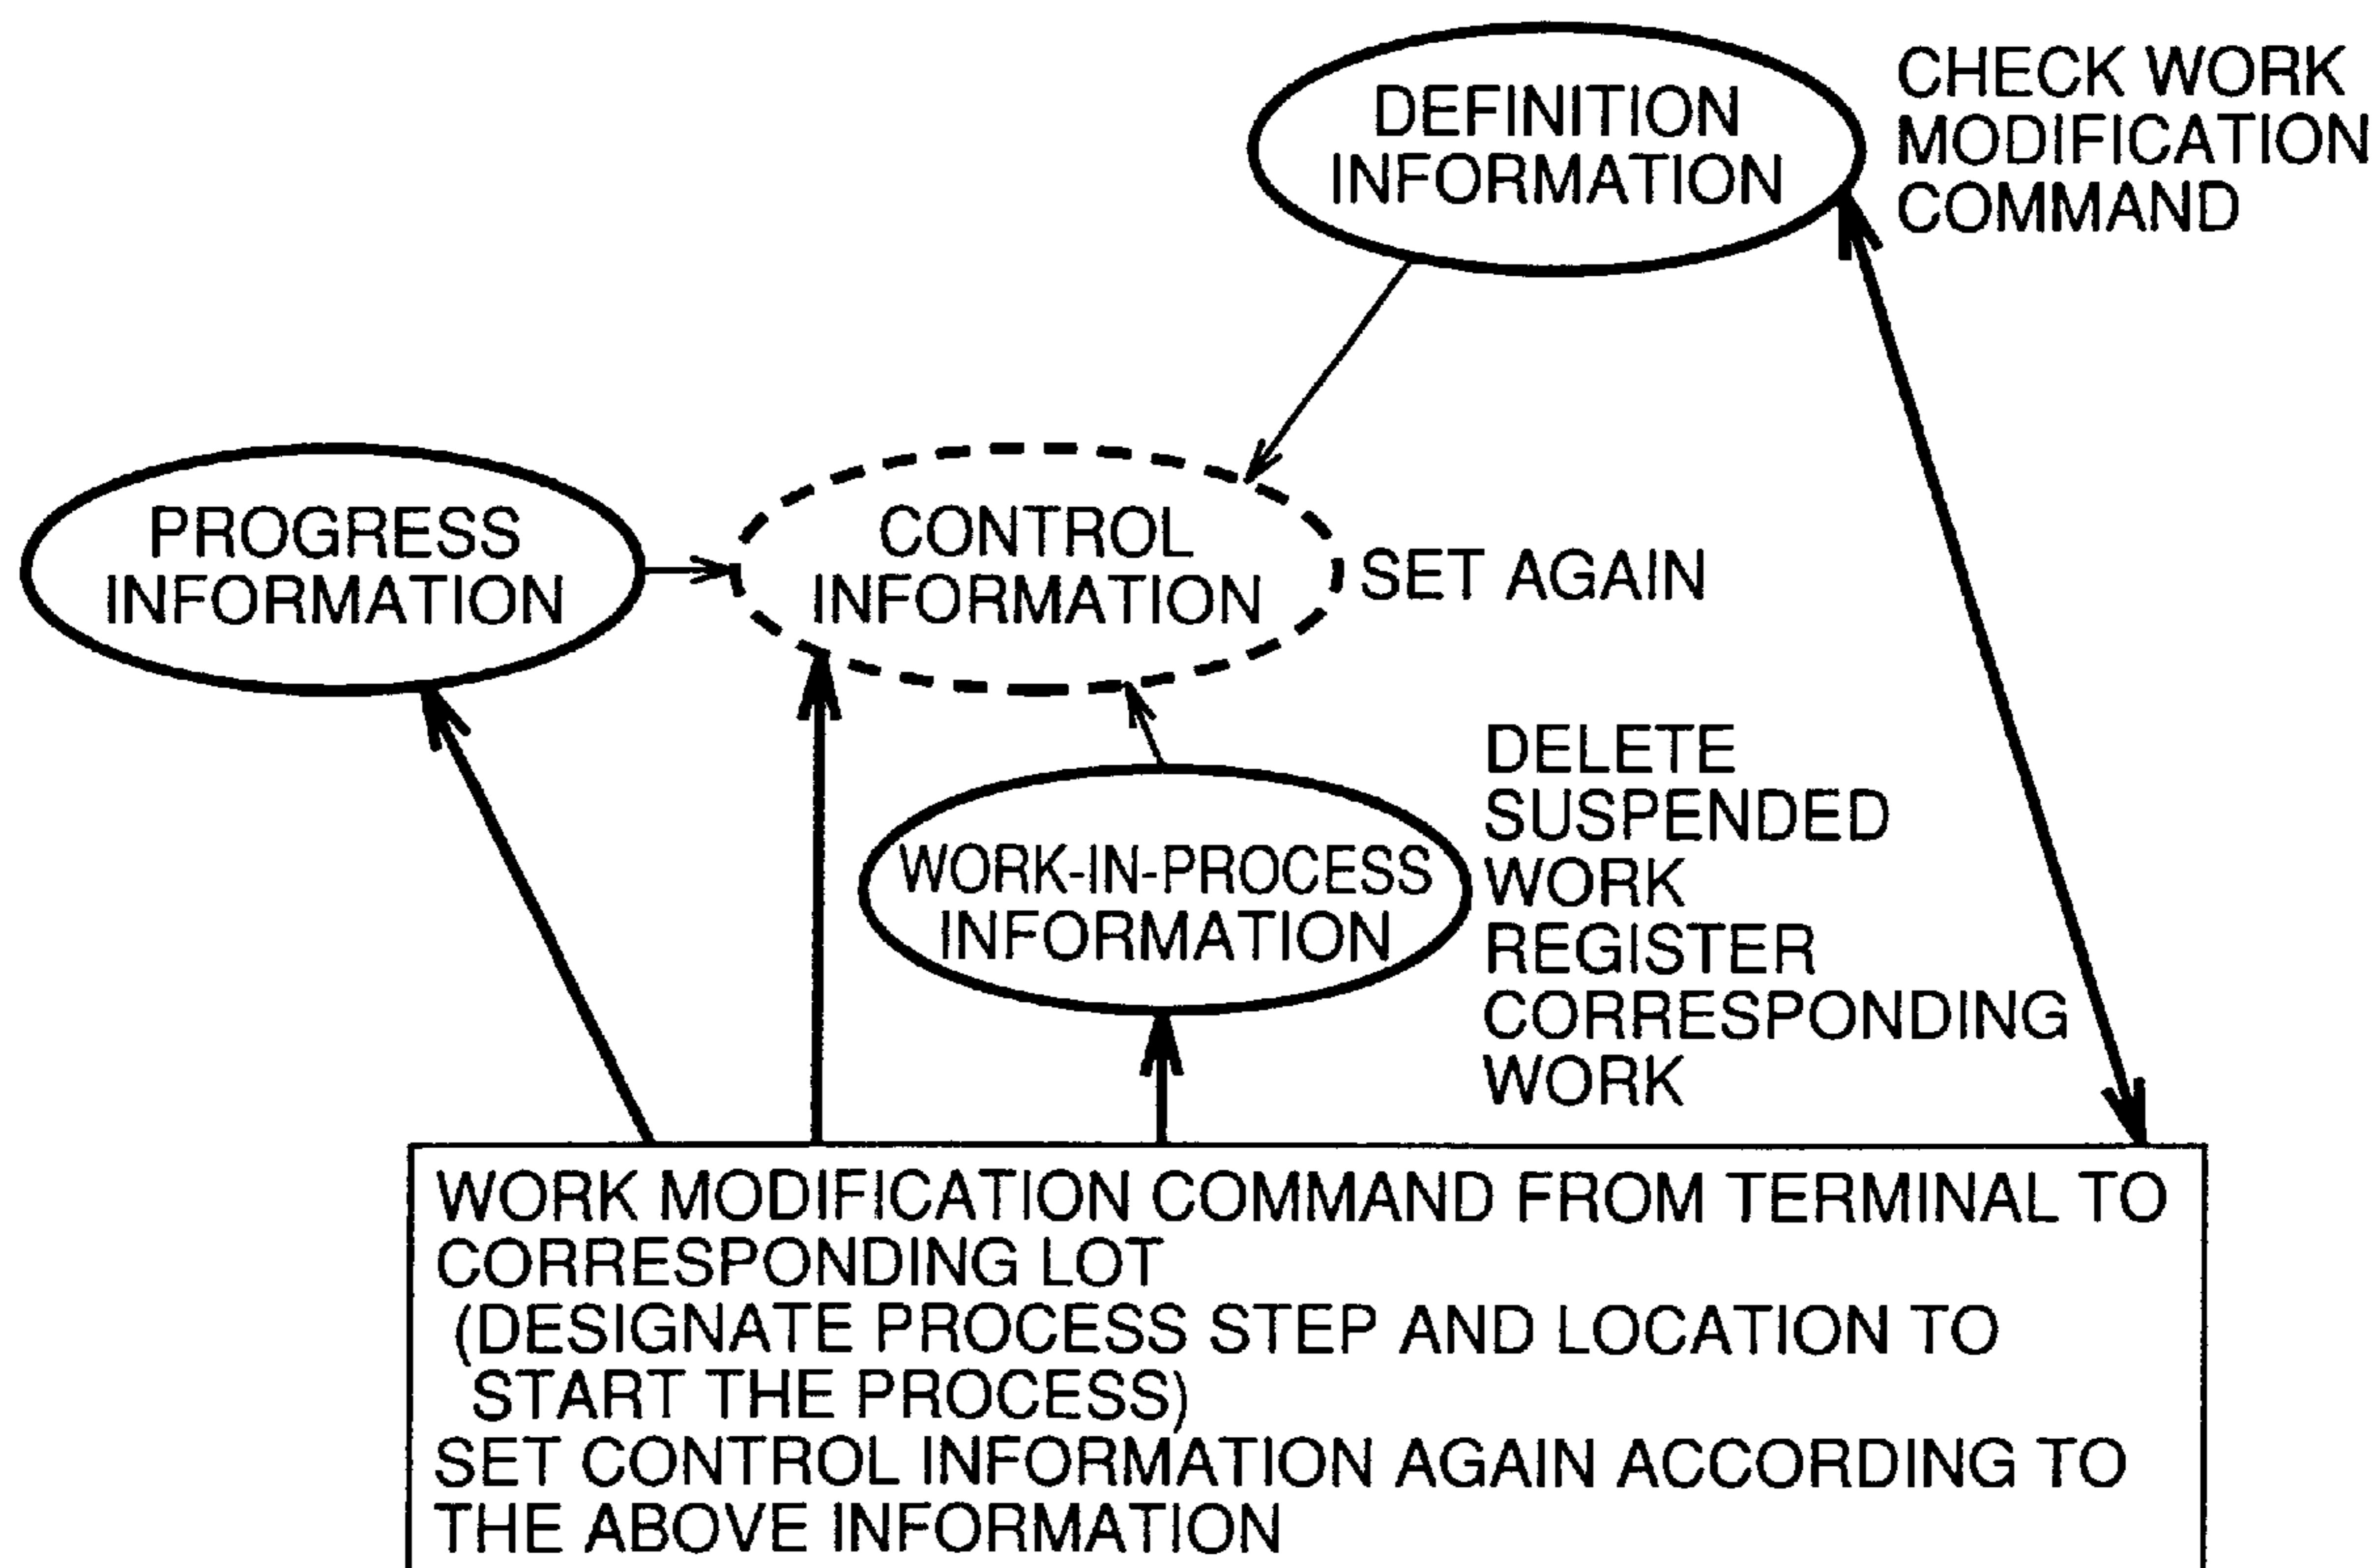 DEFINITION
INFORMATION
CHECK WORK
MODIFICATION
COMMAND
PROGRESS
INFORMATION
CONTROL
INFORMATION
SET AGAIN
WORK-IN-PROCESS
INFORMATION
DELETE
SUSPENDED
WORK
REGISTER
CORRESPONDING
WORK
WORK MODIFICATION COMMAND FROM TERMINAL TO
CORRESPONDING LOT
(DESIGNATE PROCESS STEP AND LOCATION TO
START THE PROCESS)
SET CONTROL INFORMATION AGAIN ACCORDING TO
THE ABOVE INFORMATION